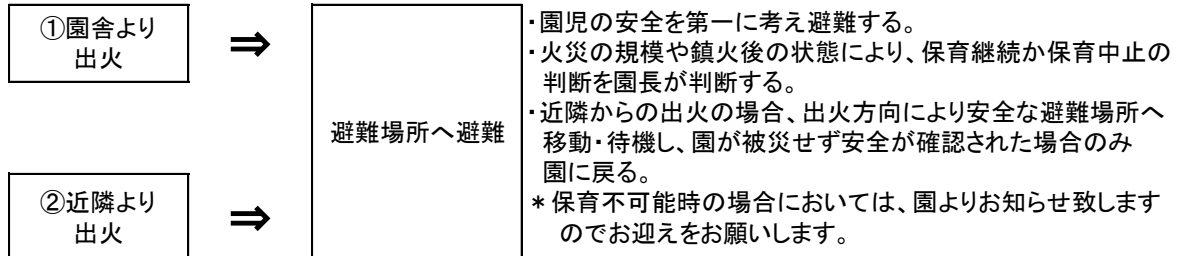 ①園舎より
出火
⇒
避難場所へ避難
②近隣より
出火
⇒
・園児の安全を第一に考え避難する。
・火災の規模や鎮火後の状態により、保育継続か保育中止の
判断を園長が判断する。
・近隣からの出火の場合、出火方向により安全な避難場所へ
移動・待機し、園が被災せず安全が確認された場合のみ
園に戻る。
＊保育不可能時の場合においては、園よりお知らせ致します
のでお迎えをお願いします。